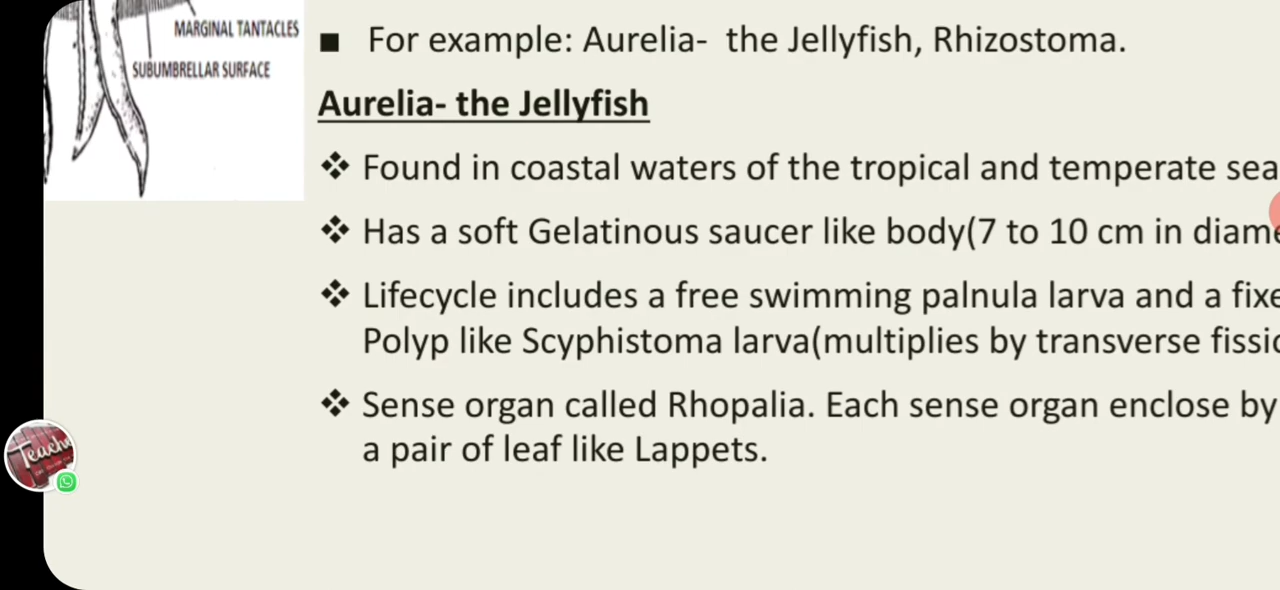 MARGINAL TANTACLES
SUBUMBRELLAR SURFACE
■ For example: Aurelia- the Jellyfish, Rhizostoma.
Aurelia- the Jellyfish
❖ Found in coastal waters of the tropical and temperate sea
❖ Has a soft Gelatinous saucer like body(7 to 10 cm in diame
❖ Lifecycle includes a free swimming palnula larva and a fixe
Polyp like Scyphistoma larva(multiplies by transverse fissio
❖ Sense organ called Rhopalia. Each sense organ enclose by
a pair of leaf like Lappets.